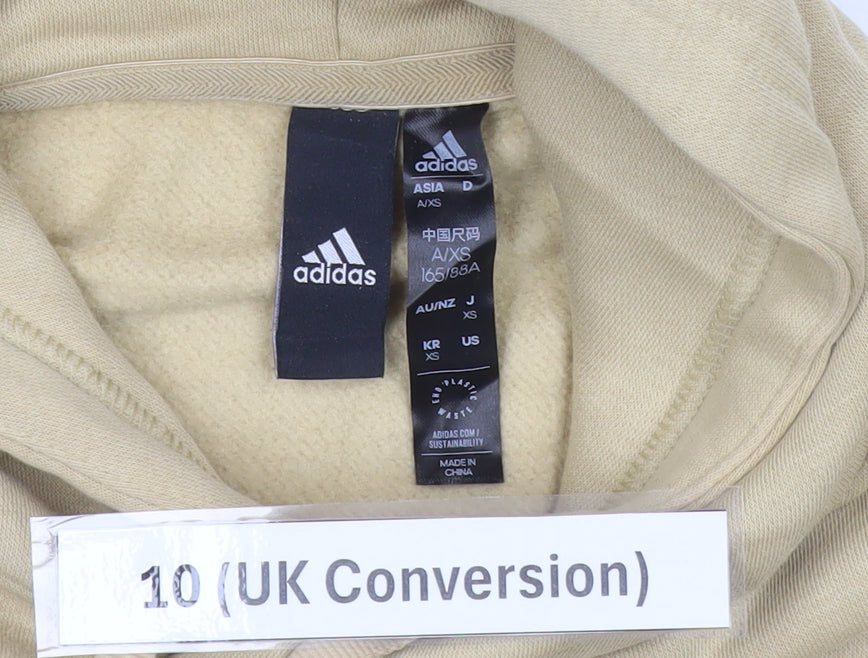 adidas
adidas
ASIA D
A/XS
中国尺码
A/XS
165/88A
AU/NZ J
XS
KR US
XS
END PLASTIC WASTE
ADIDAS.COM/
SUSTAINABILITY
MADE IN
CHINA
10 (UK Conversion)